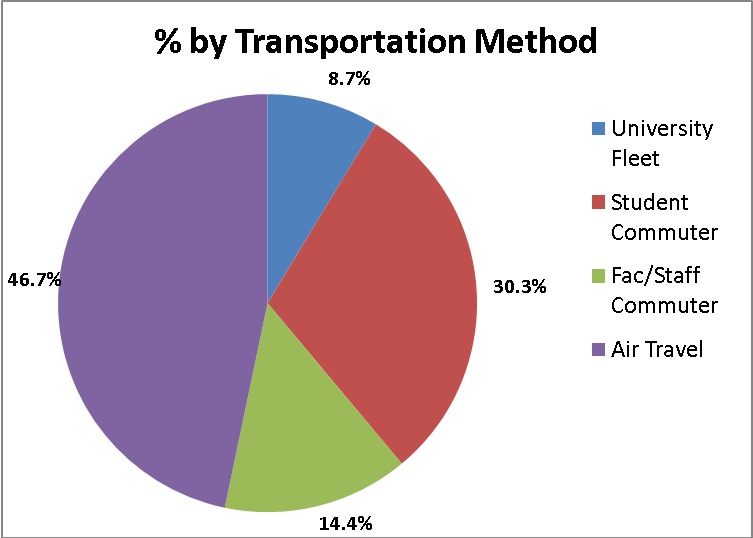 % by Transportation Method
8.7%
30.3%
14.4%
46.7%
University
Fleet
Student
Commuter
Fac/Staff
Commuter
Air Travel